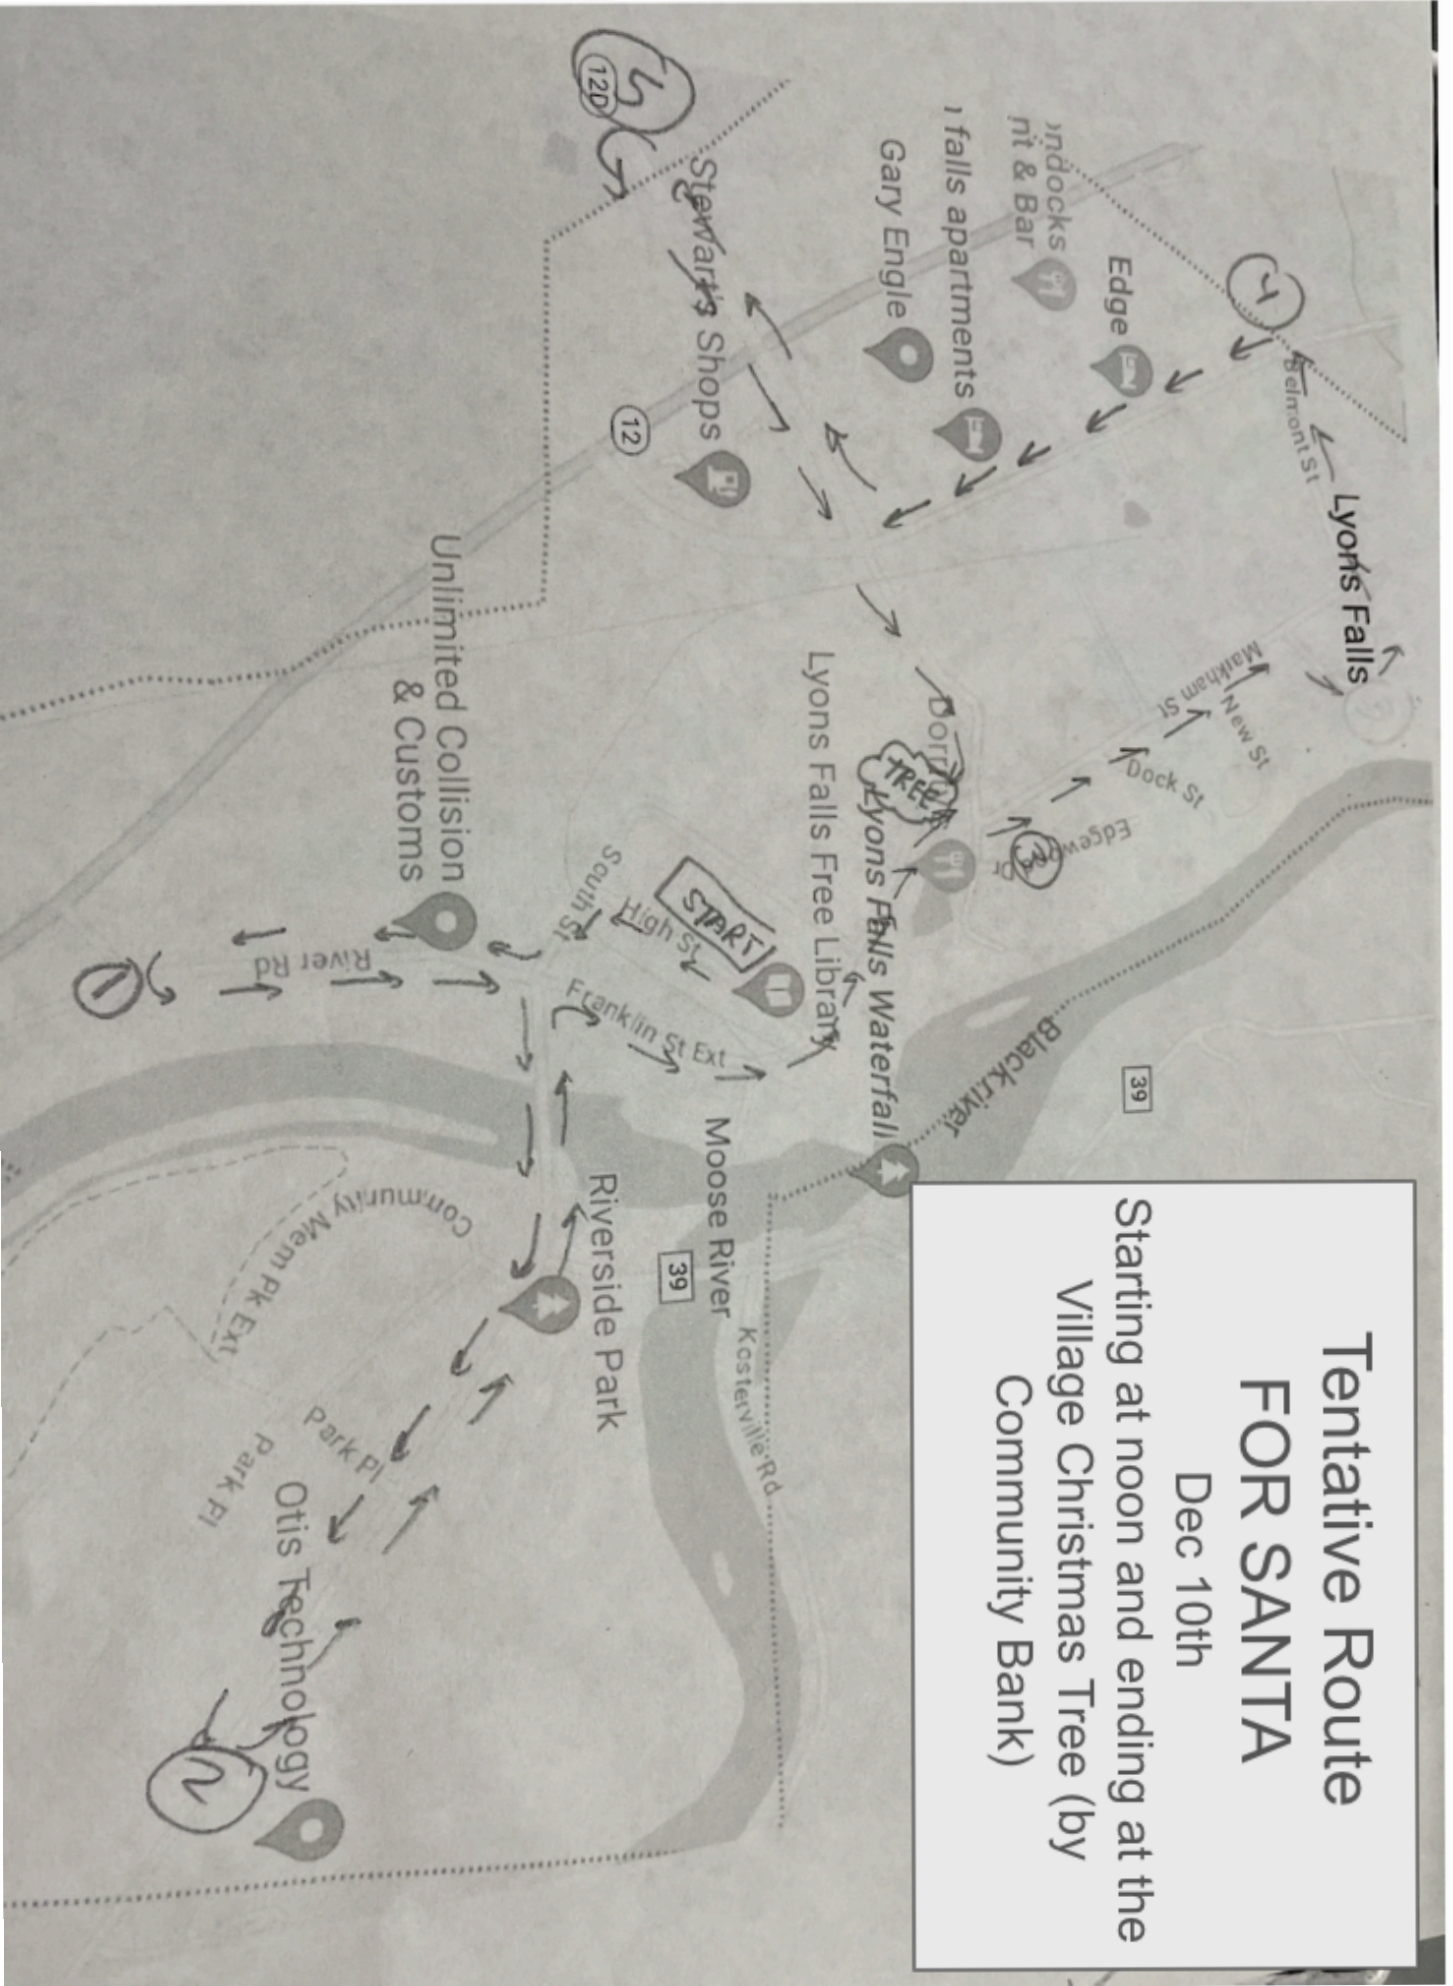 Tentative Route
FOR SANTA
Dec 10th
Starting at noon and ending at the
Village Christmas Tree (by
Community Bank)
Lyons Falls
Belmont St
4
Edge
ondocks
nt & Bar
falls apartments
Gary Engle
Stewart's Shops
5
12D
12
Markham
St
New St
Dock St
Edgewood Dr
3
TREE
Lyons Falls Free Library
Lyons Falls Waterfall
START
High St
South St
Franklin St Ext
Unlimited Collision
& Customs
River Rd
1
Black river
39
Moose River
39
Kosterville Rd
Riverside Park
Community Mem Pk Ext
Park Pl
Park Pl
Otis Technology
2